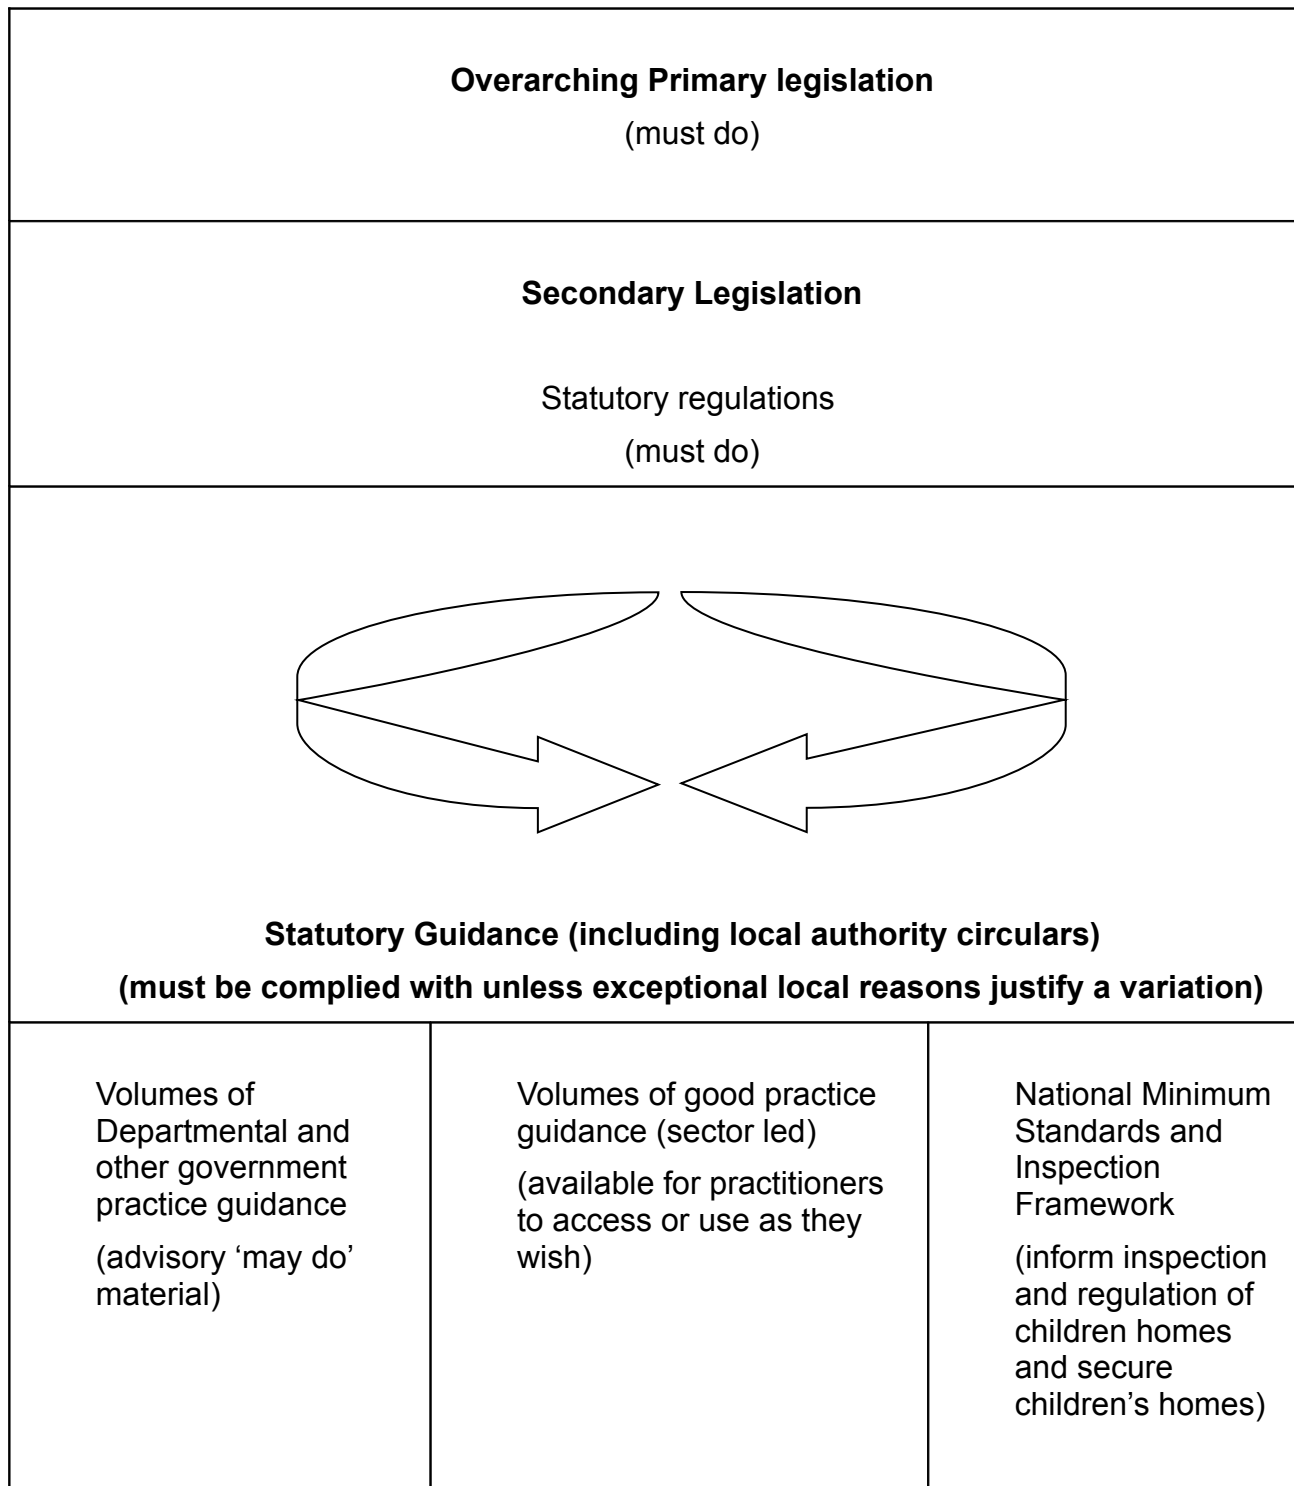 Overarching Primary legislation
(must do)
Secondary Legislation
Statutory regulations
(must do)
Statutory Guidance (including local authority circulars)
(must be complied with unless exceptional local reasons justify a variation)
Volumes of
Departmental and
other government
practice guidance
(advisory ‘may do’
material)
Volumes of good practice
guidance (sector led)
(available for practitioners
to access or use as they
wish)
National Minimum
Standards and
Inspection
Framework
(inform inspection
and regulation of
children homes
and secure
children’s homes)